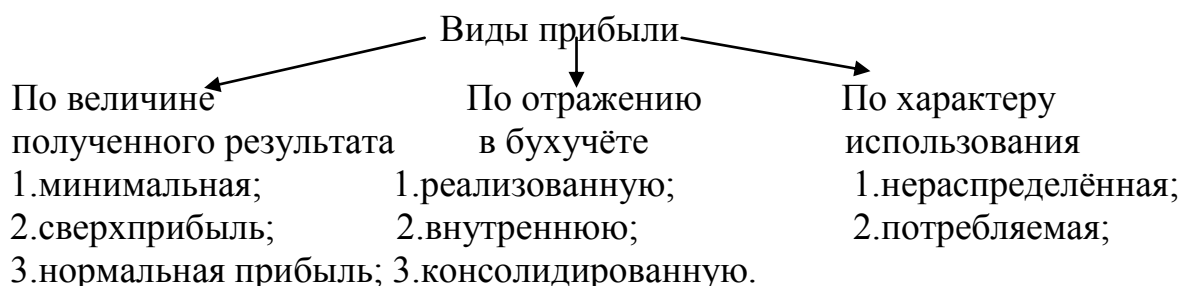 Виды прибыли
По величине По отражению По характеру
полученного результата в бухучёте использования
1.минимальная; 1.реализованную; 1.нераспределённая;
2.сверхприбыль; 2.внутреннюю; 2.потребляемая;
3.нормальная прибыль; 3.консолидированную.